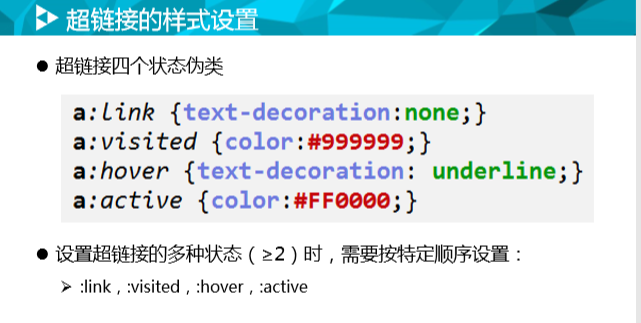 超链接的样式设置
超链接四个状态伪类
a:link {text-decoration:none;}
a:visited {color:#999999;}
a:hover {text-decoration: underline;}
a:active {color:#FF0000;}
设置超链接的多种状态（≥2）时，需要按特定顺序设置：
:link , :visited , :hover , :active